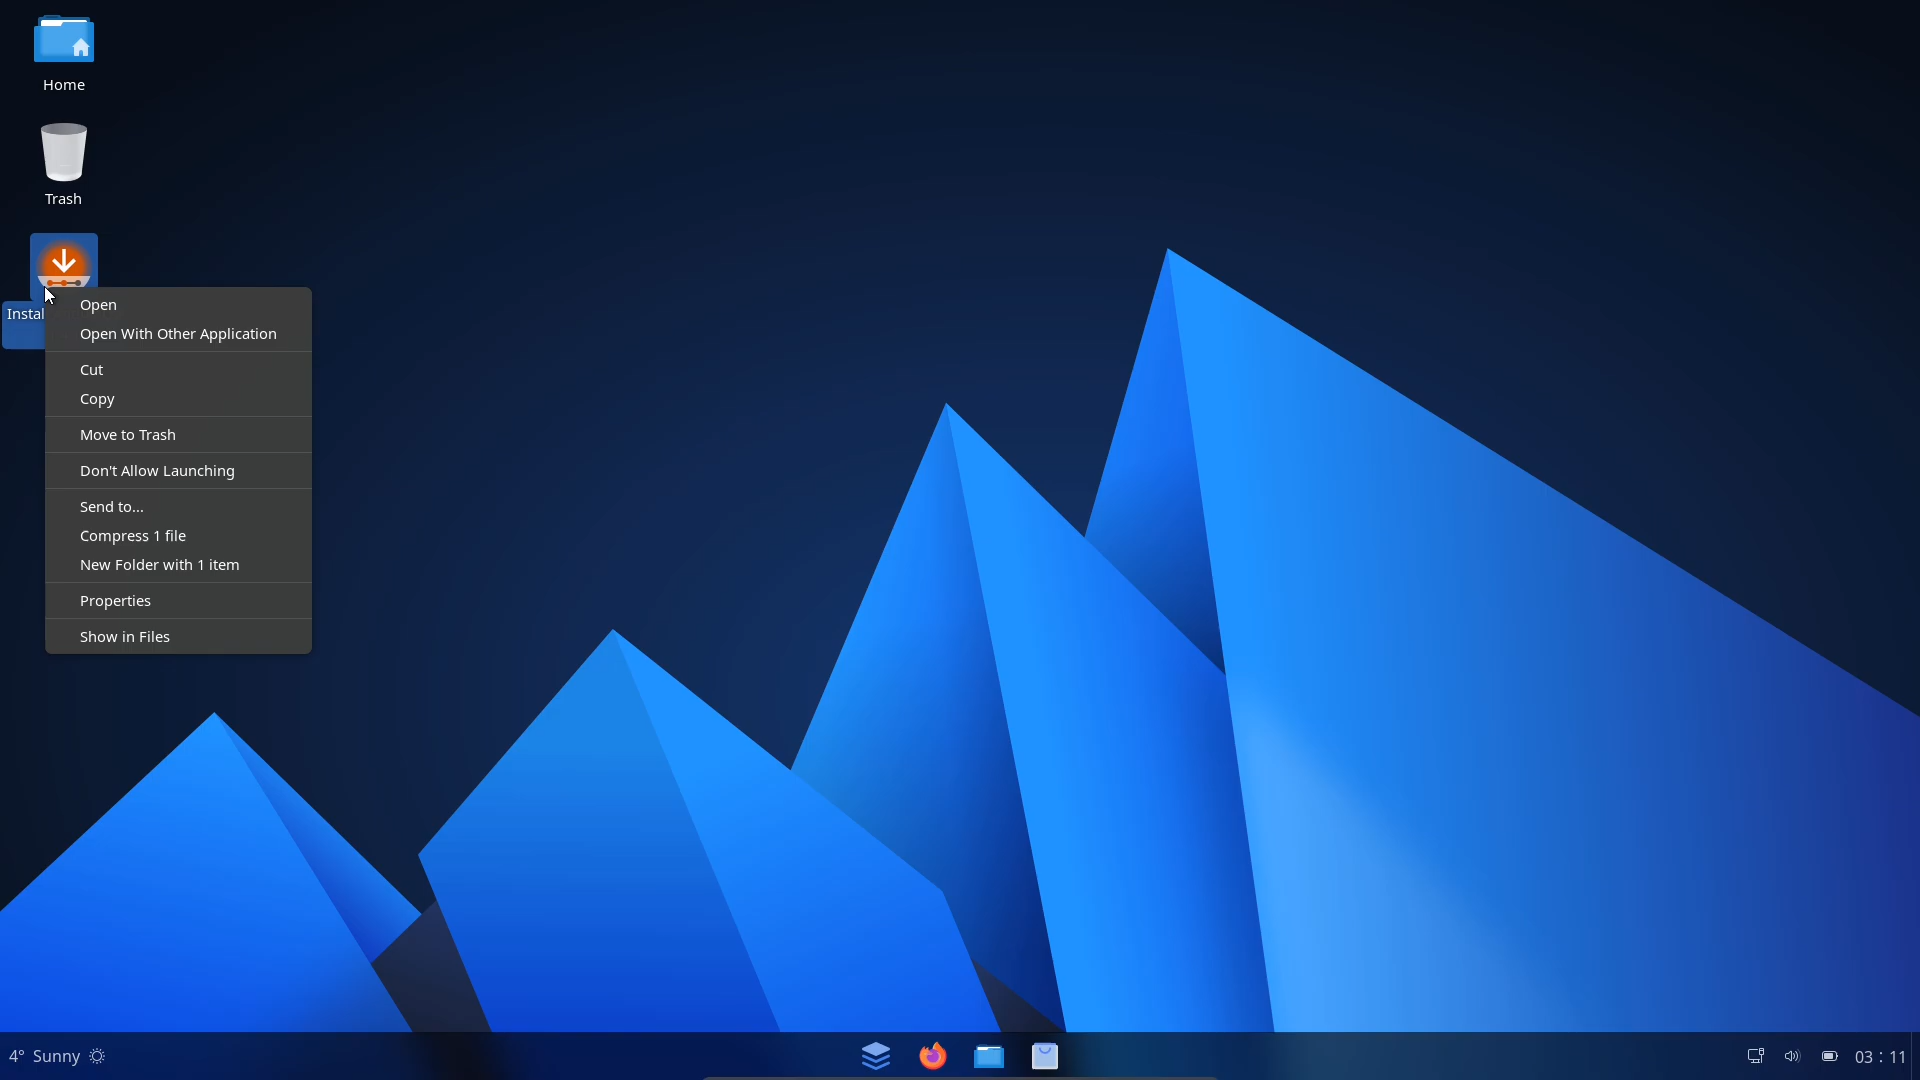 Home
Trash
Instal
Open
Open With Other Application
Cut
Copy
Move to Trash
Don't Allow Launching
Send to...
Compress 1 file
New Folder with 1 item
Properties
Show in Files
4° Sunny
03 : 11